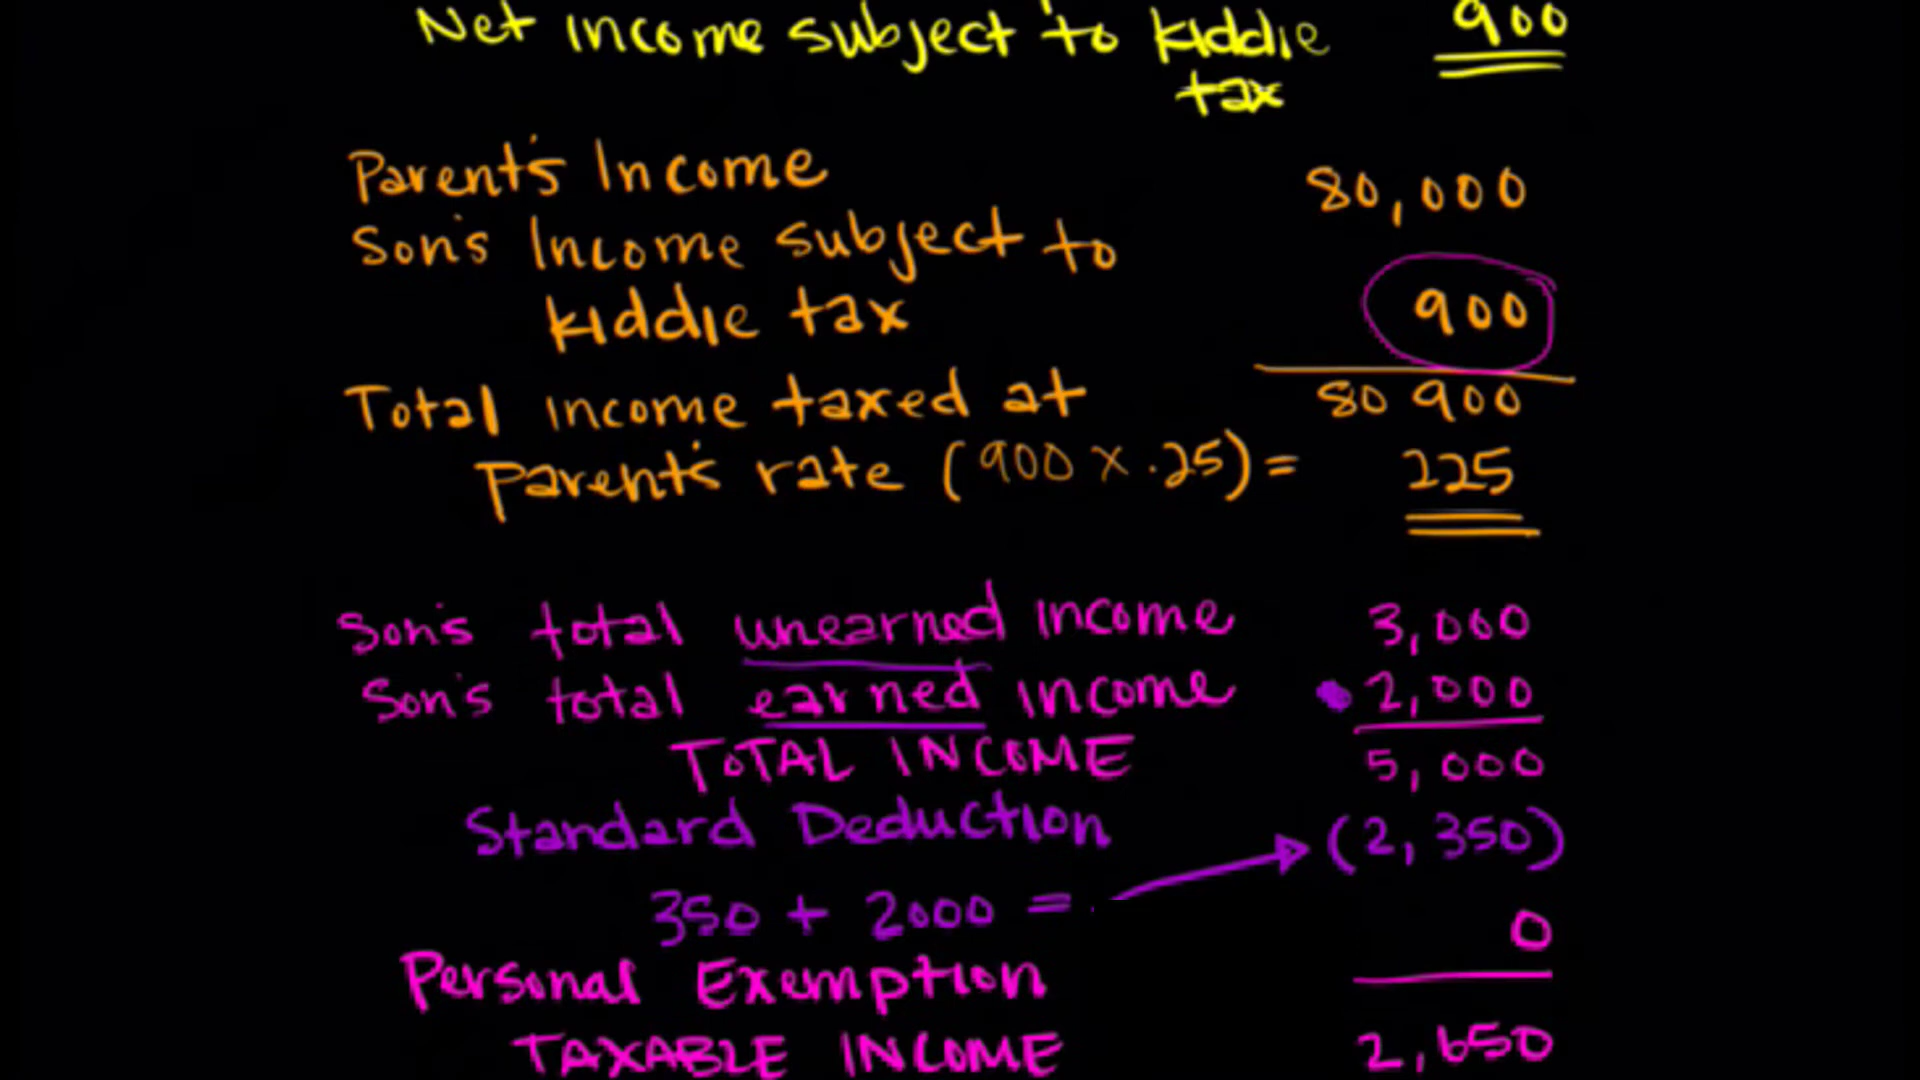 Net income subject to kiddie 900
tax
Parent's Income 80,000
Son's Income subject to
kiddie tax 900
Total income taxed at 80 900
parent's rate (900 x .25) = 225
Son's total unearned income 3,000
Son's total earned income 2,000
TOTAL INCOME 5,000
Standard Deduction (2,350)
350 + 2000 =
0
Personal Exemption
TAXABLE INCOME 2,650